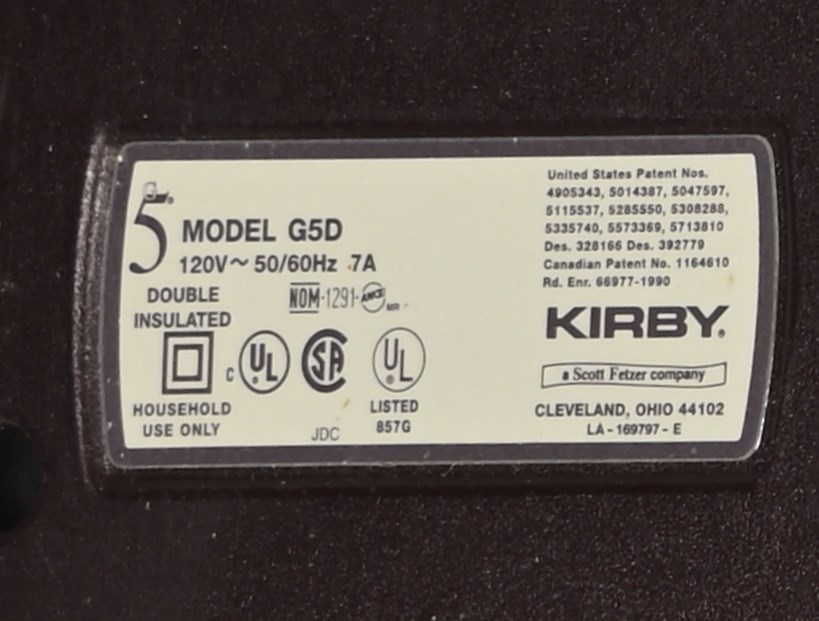 G
5®
MODEL G5D
120V~ 50/60Hz 7A
DOUBLE
INSULATED
NOM-1291-ANCE
MR
C UL
SA
UL
HOUSEHOLD
USE ONLY
JDC
LISTED
857G
United States Patent Nos.
4905343, 5014387, 5047597,
5115537, 5285550, 5308288,
5335740, 5573369, 5713810
Des. 328166 Des. 392779
Canadian Patent No. 1164610
Rd. Enr. 66977-1990
KIRBY®
a Scott Fetzer company
CLEVELAND, OHIO 44102
LA-169797-E